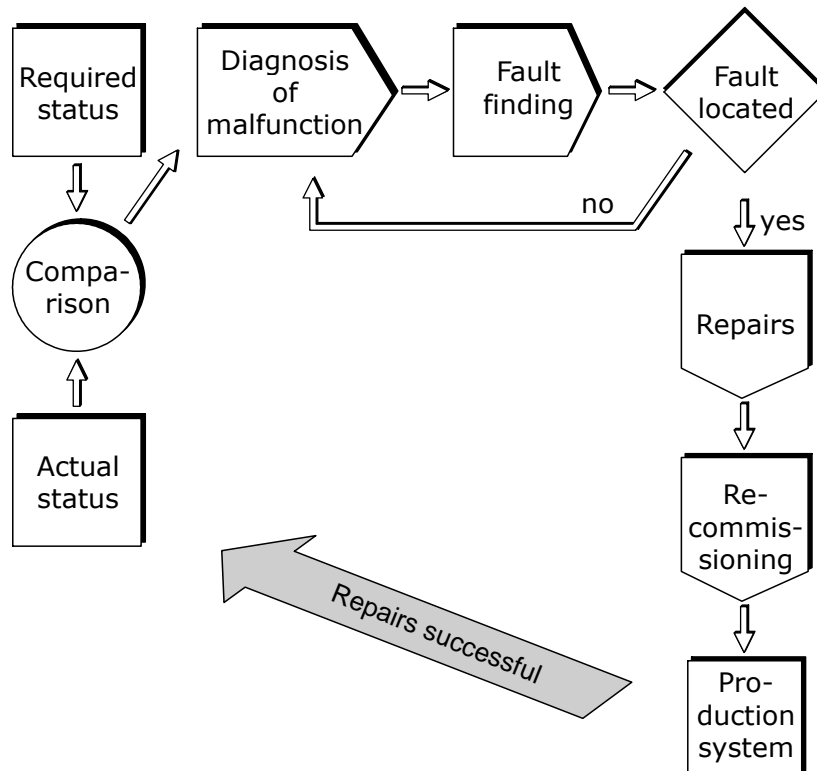 Required
status
Diagnosis
of
malfunction
Fault
finding
Fault
located
no
yes
Compa-
rison
Repairs
Actual
status
Re-
commis-
sioning
Repairs successful
Pro-
duction
system